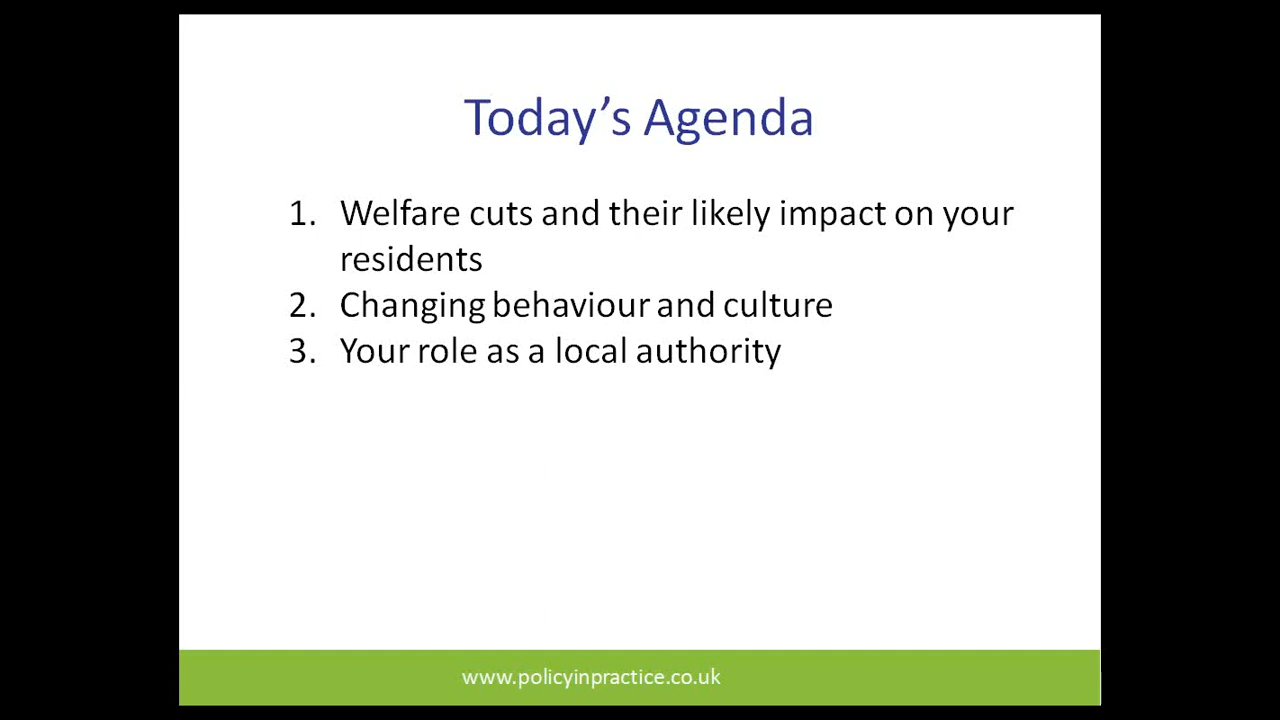 Today’s Agenda
1. Welfare cuts and their likely impact on your
residents
2. Changing behaviour and culture
3. Your role as a local authority
www.policyinpractice.co.uk